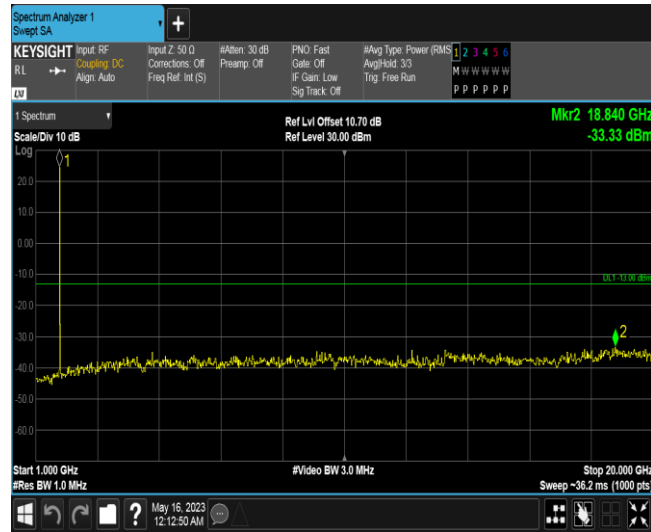 Spectrum Analyzer 1
Swept SA
KEYSIGHT
RL
LXI
Input: RF
Coupling: DC
Align: Auto
Input Z: 50 Ω
Corrections: Off
Freq Ref: Int (S)
#Atten: 30 dB
Preamp: Off
PNO: Fast
Gate: Off
IF Gain: Low
Sig Track: Off
#Avg Type: Power (RMS
Avg|Hold: 3/3
Trig: Free Run
1 2 3 4 5 6
M W W W W W
P P P P P P
1 Spectrum
Scale/Div 10 dB
Ref Lvl Offset 10.70 dB
Ref Level 30.00 dBm
Mkr2 18.840 GHz
-33.33 dBm
Log
1
20.0
10.0
0.00
-10.0
DL1 -13.00 dBm
-20.0
-30.0
2
-40.0
-50.0
-60.0
Start 1.000 GHz
#Res BW 1.0 MHz
#Video BW 3.0 MHz
Stop 20.000 GHz
Sweep ~36.2 ms (1000 pts)
?
May 16, 2023
12:12:50 AM